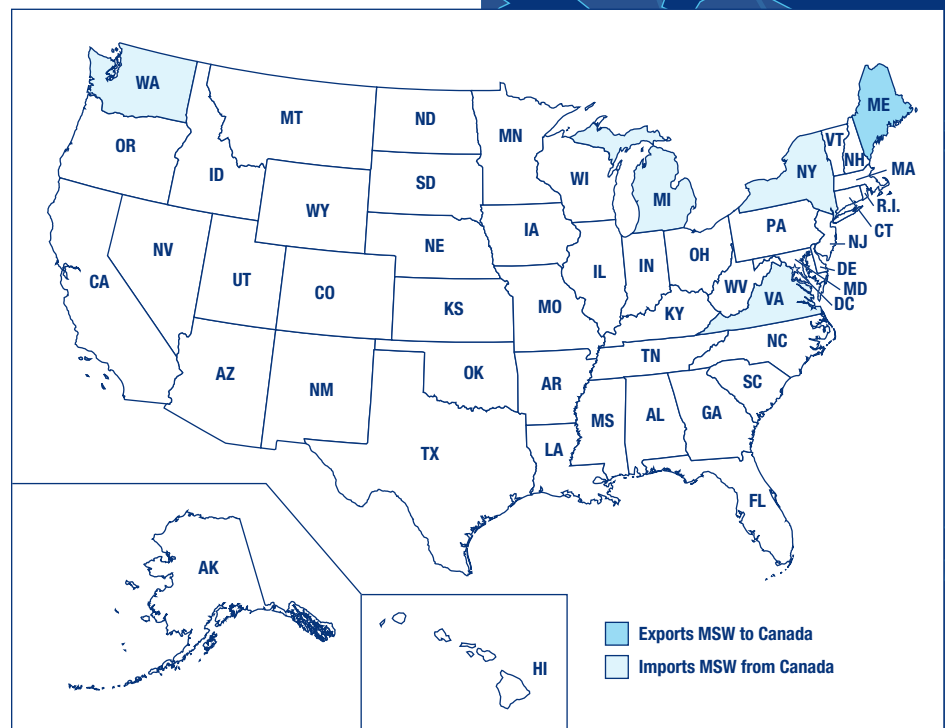 WA
MT
ND
MN
ME
OR
ID
SD
WI
VT
NH
NY
MA
MI
WY
R.I.
IA
PA
CT
NE
NV
NJ
OH
IL
IN
UT
DE
CA
CO
WV
MD
VA
DC
KS
MO
KY
NC
TN
AZ
OK
NM
AR
SC
MS
AL
GA
TX
LA
FL
AK
HI
Exports MSW to Canada
Imports MSW from Canada